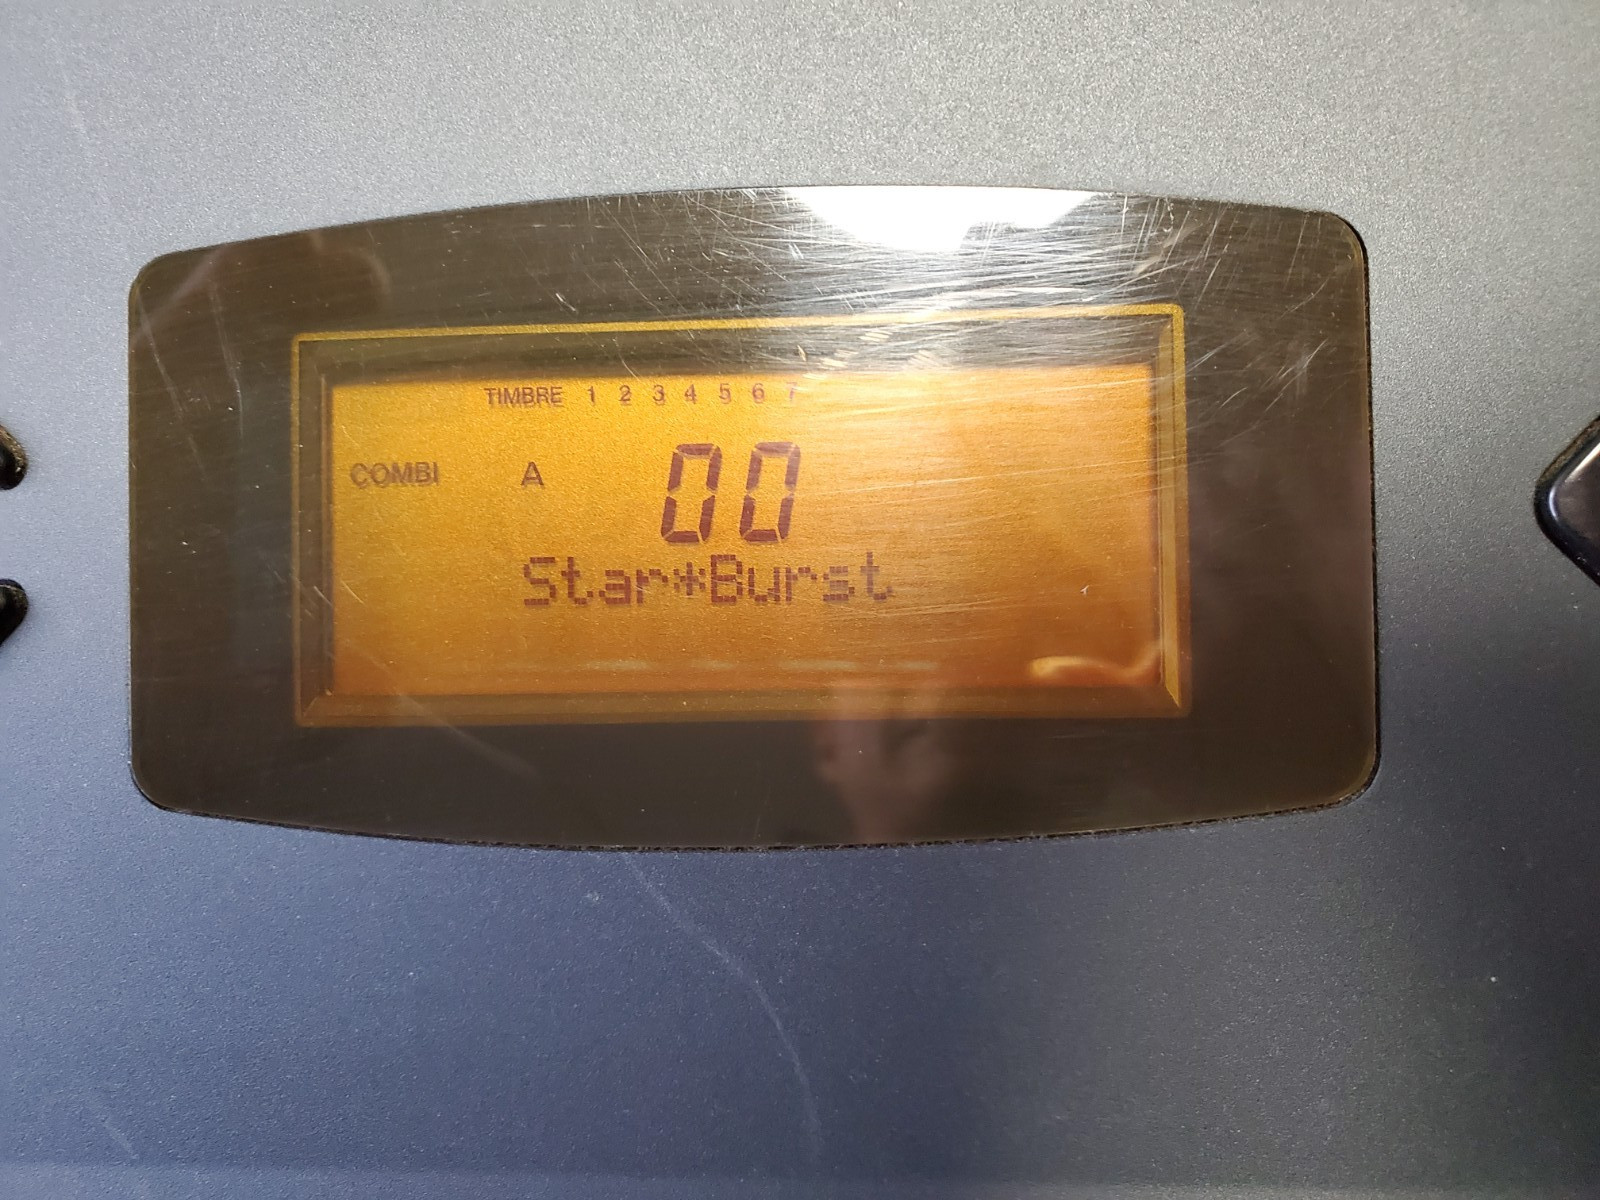 TIMBRE 1 2 3 4 5 6 7
COMBI A 00
Star*Burst